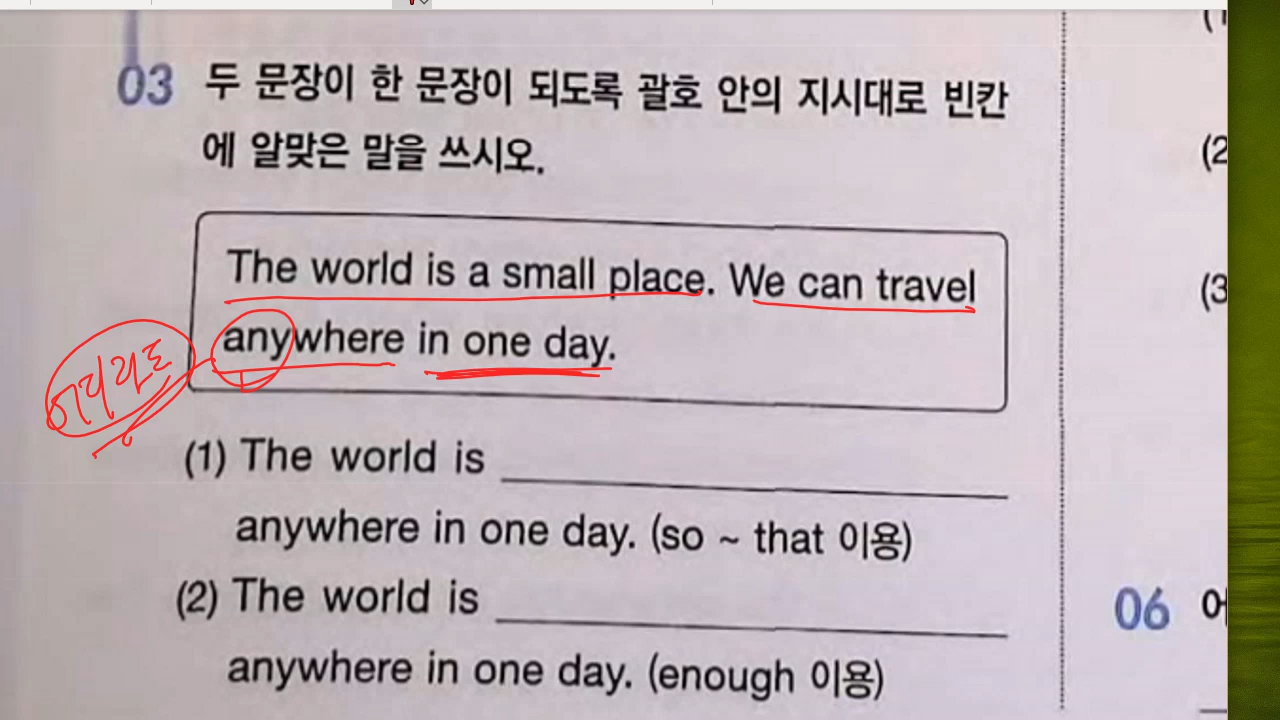 03 두 문장이 한 문장이 되도록 괄호 안의 지시대로 빈칸
에 알맞은 말을 쓰시오.
The world is a small place. We can travel
anywhere in one day.
어디라도
(1) The world is
anywhere in one day. (so ~ that 이용)
(2) The world is
anywhere in one day. (enough 이용)
(2
(3
06